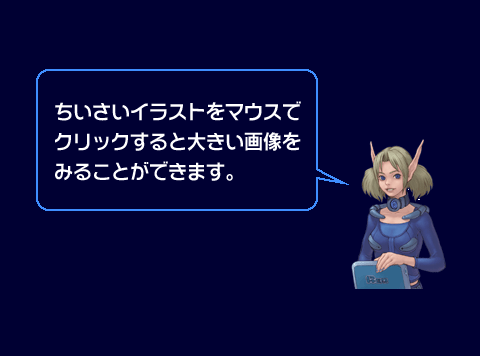 ちいさいイラストをマウスで
クリックすると大きい画像を
みることができます。